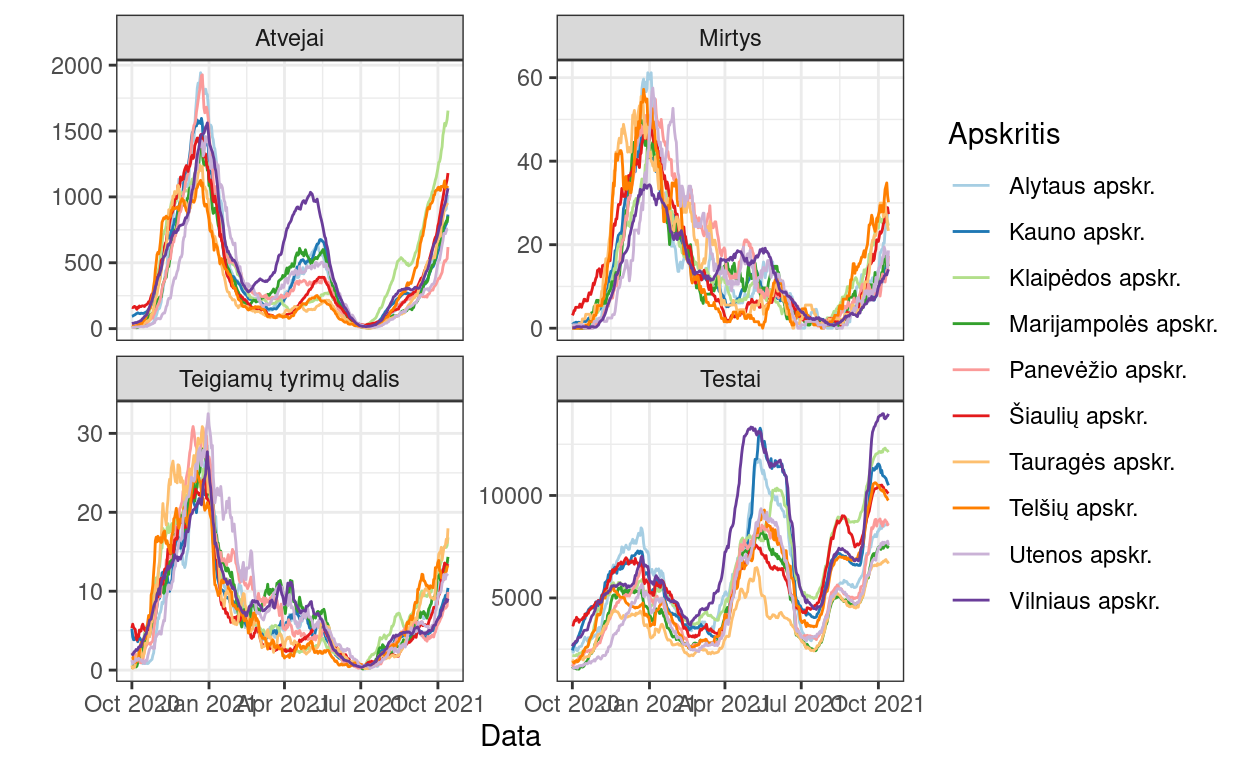 Atvejai
Mirtys
2000
1500
1000
500
0
60
40
20
0
Teigiamų tyrimų dalis
Testai
30
20
10
0
10000
5000
Oct 2020 Jan 2021 Apr 2021 Jul 2021 Oct 2021
Oct 2020 Jan 2021 Apr 2021 Jul 2021 Oct 2021
Data
Apskritis
Alytaus apskr.
Kauno apskr.
Klaipėdos apskr.
Marijampolės apskr.
Panevėžio apskr.
Šiaulių apskr.
Tauragės apskr.
Telšių apskr.
Utenos apskr.
Vilniaus apskr.